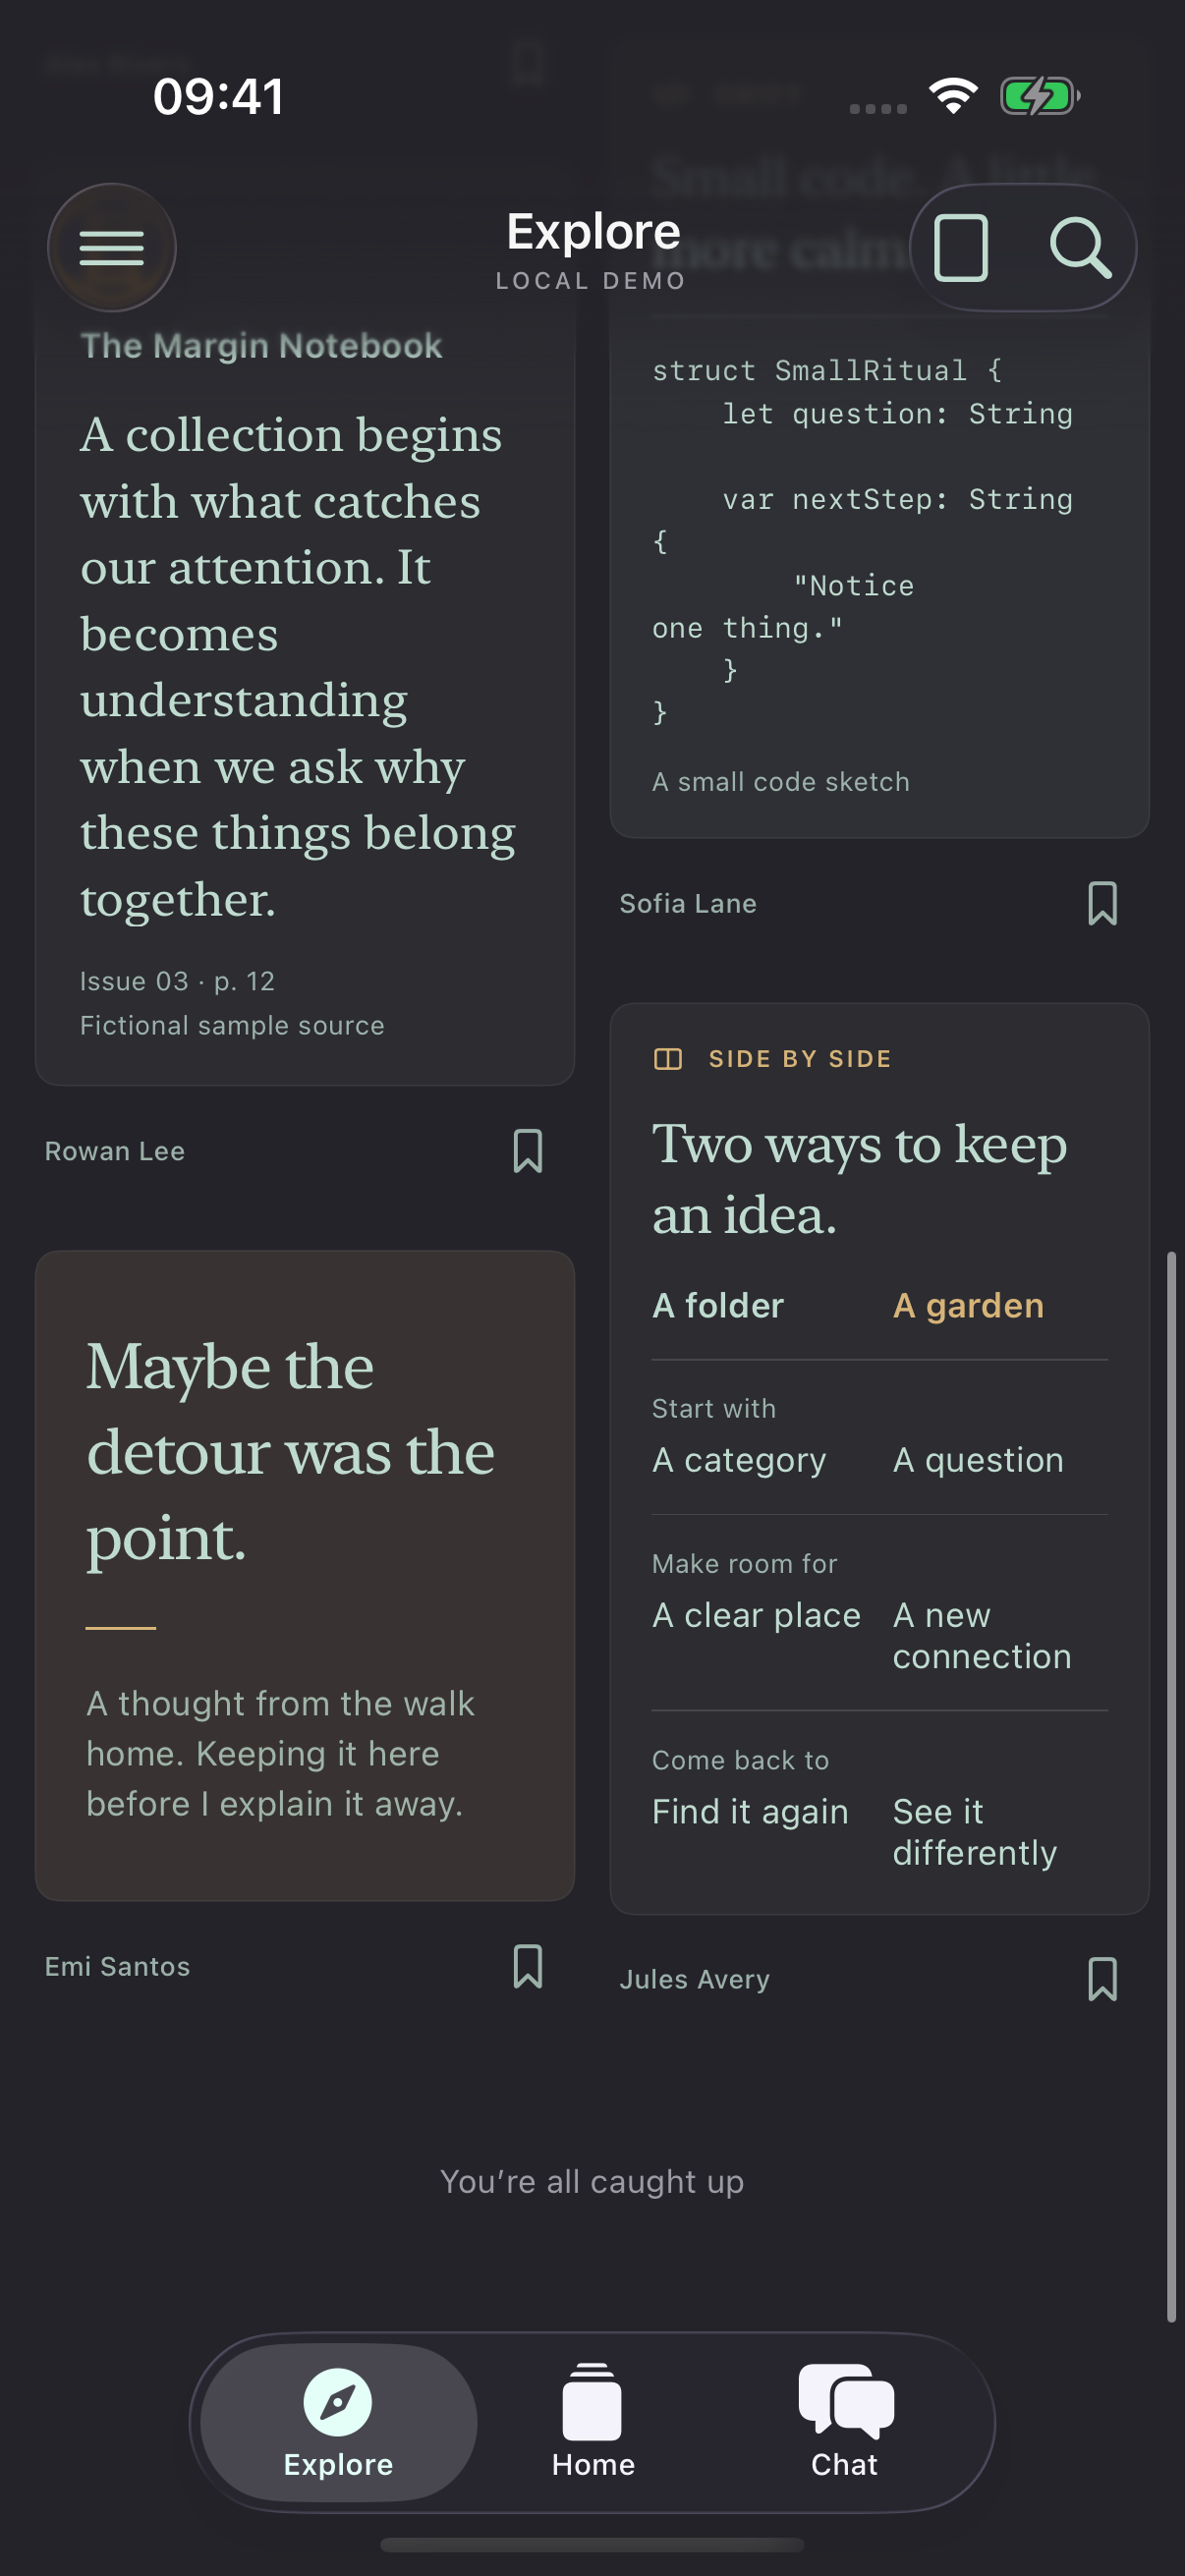 09:41
Explore
LOCAL DEMO
Small code. A little
more calm
The Margin Notebook
A collection begins
with what catches
our attention. It
becomes
understanding
when we ask why
these things belong
together.
Issue 03 · p. 12
Fictional sample source
Rowan Lee
Maybe the
detour was the
point.
A thought from the walk
home. Keeping it here
before I explain it away.
Emi Santos
struct SmallRitual {
    let question: String
    var nextStep: String
{
        "Notice
one thing."
    }
}
A small code sketch
Sofia Lane
SIDE BY SIDE
Two ways to keep
an idea.
A folder A garden
Start with
A category A question
Make room for
A clear place A new
connection
Come back to
Find it again See it
differently
Jules Avery
You’re all caught up
Explore Home Chat